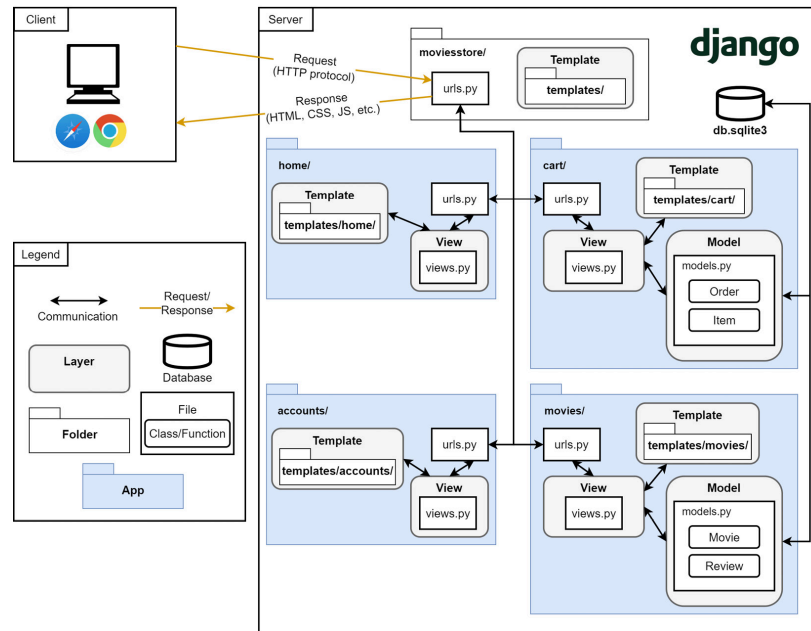 Client
Server
moviesstore/
django
Request
(HTTP protocol)
urls.py
Template
templates/
Response
(HTML, CSS, JS, etc.)
db.sqlite3
home/
Template
templates/home/
urls.py
View
views.py
cart/
urls.py
Template
templates/cart/
View
views.py
Model
models.py
Order
Item
Legend
Communication
Request/
Response
Layer
Database
Folder
File
Class/Function
App
accounts/
Template
templates/accounts/
urls.py
View
views.py
movies/
urls.py
Template
templates/movies/
View
views.py
Model
models.py
Movie
Review